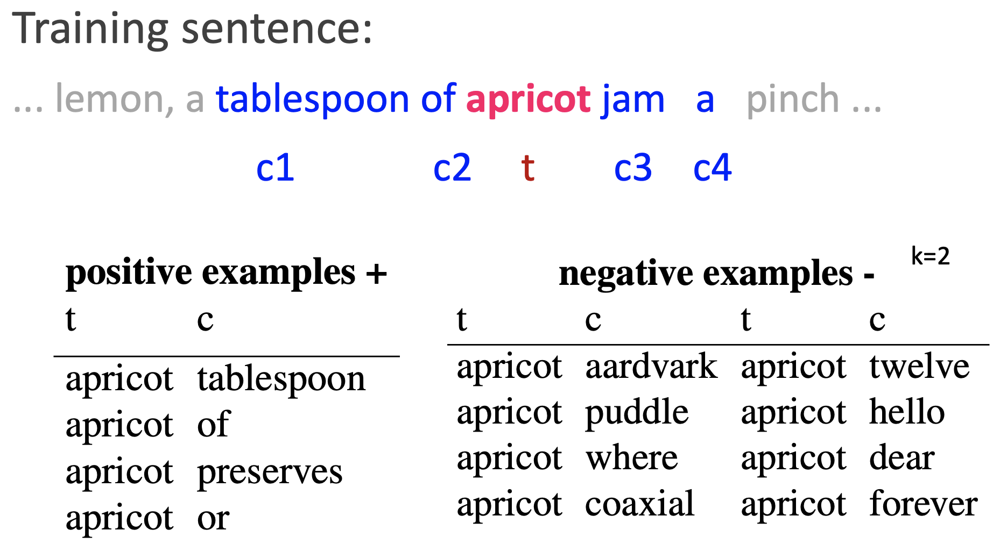 Training sentence:
... lemon, a tablespoon of apricot jam a pinch ...
c1 c2 t c3 c4
positive examples +
t c
apricot tablespoon
apricot of
apricot preserves
apricot or
negative examples - k=2
t c t c
apricot aardvark apricot twelve
apricot puddle apricot hello
apricot where apricot dear
apricot coaxial apricot forever